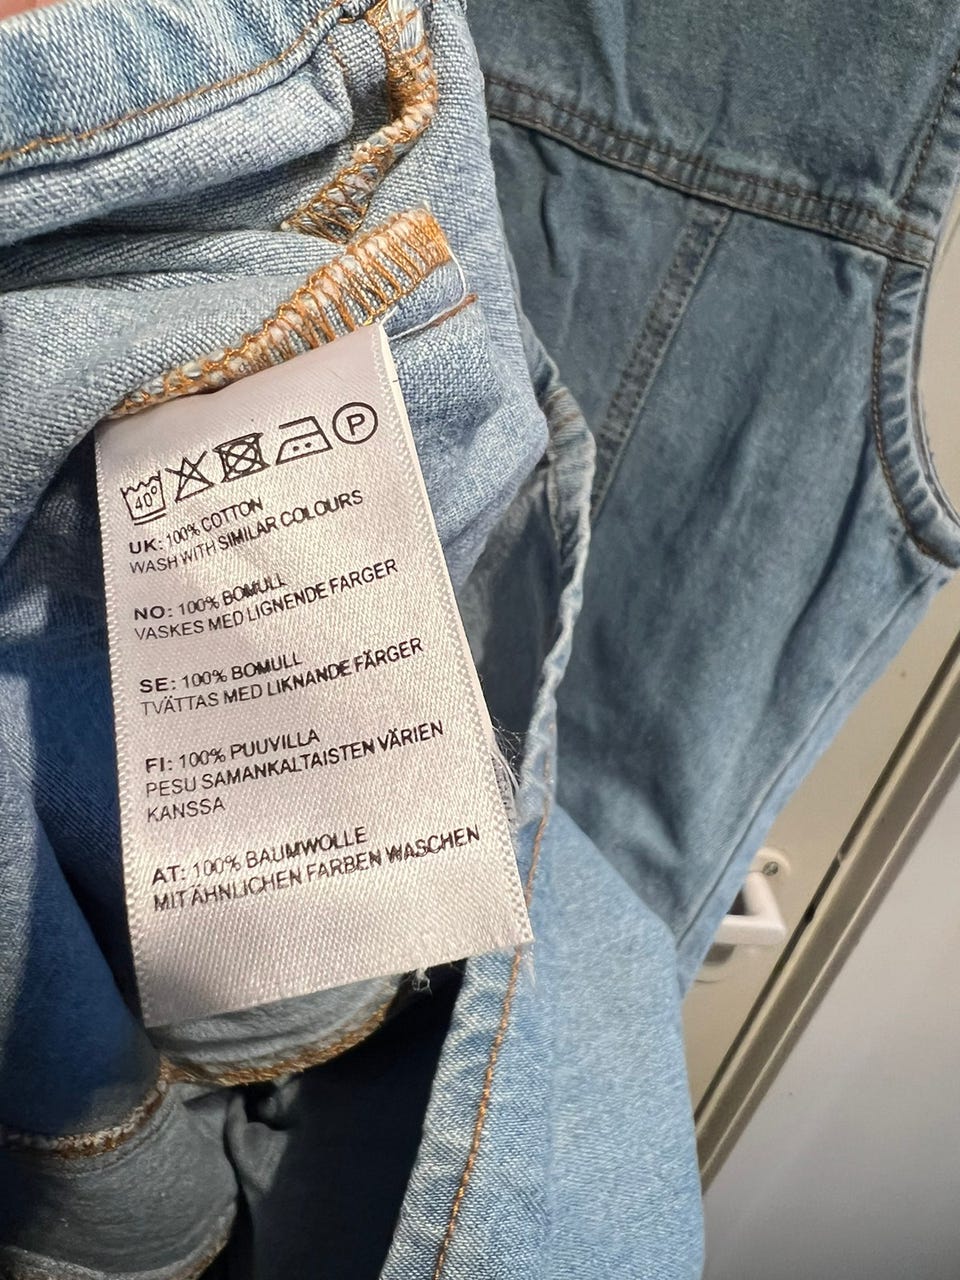 40° P
UK: 100% COTTON
WASH WITH SIMILAR COLOURS
NO: 100% BOMULL
VASKES MED LIGNENDE FARGER
SE: 100% BOMULL
TVÄTTAS MED LIKNANDE FÄRGER
FI: 100% PUUVILLA
PESU SAMANKALTAISTEN VÄRIEN
KANSSA
AT: 100% BAUMWOLLE
MIT ÄHNLICHEN FARBEN WASCHEN